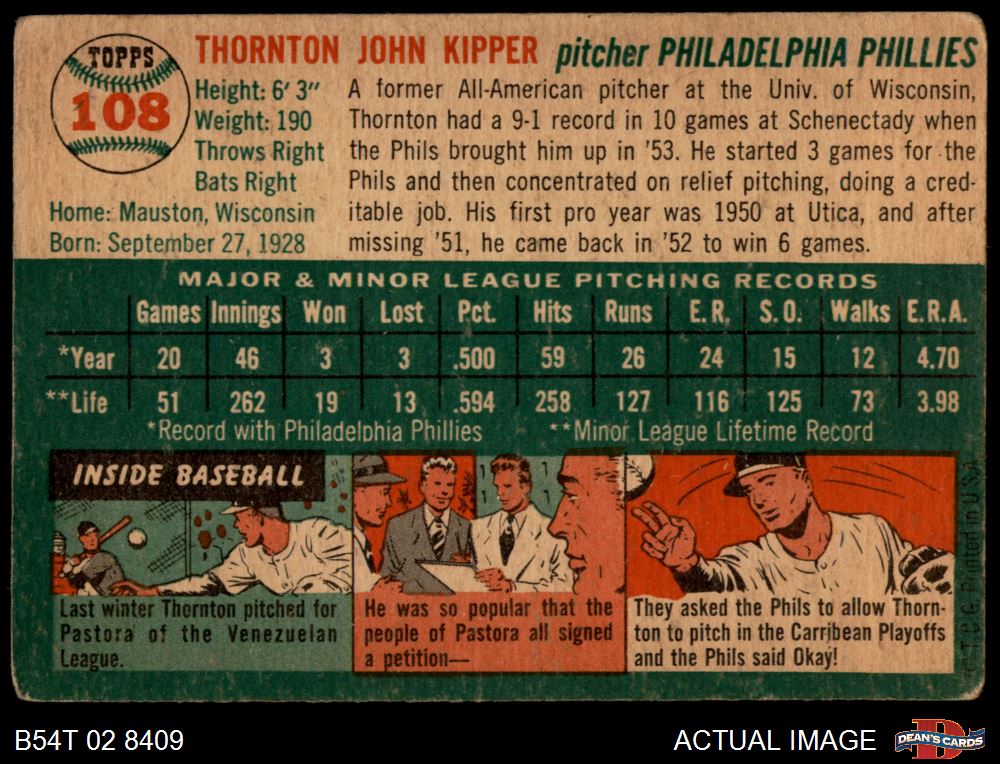 TOPPS
108
THORNTON JOHN KIPPER pitcher PHILADELPHIA PHILLIES
Height: 6' 3"
Weight: 190
Throws Right
Bats Right
Home: Mauston, Wisconsin
Born: September 27, 1928
A former All-American pitcher at the Univ. of Wisconsin,
Thornton had a 9-1 record in 10 games at Schenectady when
the Phils brought him up in '53. He started 3 games for the
Phils and then concentrated on relief pitching, doing a cred-
itable job. His first pro year was 1950 at Utica, and after
missing '51, he came back in '52 to win 6 games.
MAJOR & MINOR LEAGUE PITCHING RECORDS
Games Innings Won Lost Pct. Hits Runs E.R. S.O. Walks E.R.A.
*Year 20 46 3 3 .500 59 26 24 15 12 4.70
**Life 51 262 19 13 .594 258 127 116 125 73 3.98
*Record with Philadelphia Phillies **Minor League Lifetime Record
INSIDE BASEBALL
Last winter Thornton pitched for
Pastora of the Venezuelan
League.
He was so popular that the
people of Pastora all signed
a petition—
They asked the Phils to allow Thorn-
ton to pitch in the Carribean Playoffs
and the Phils said Okay!
© T.C.G. Printed in U.S.A.
B54T 02 8409
ACTUAL IMAGE
DEAN'S CARDS